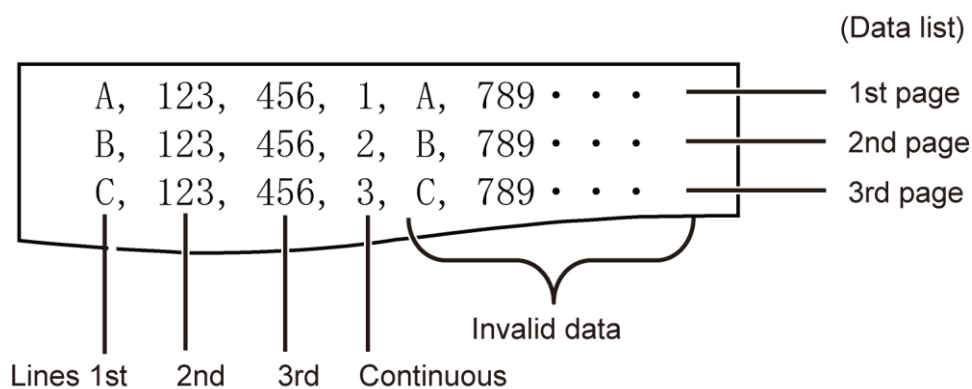 (Data list)
A, 123, 456, 1, A, 789 · · · 1st page
B, 123, 456, 2, B, 789 · · · 2nd page
C, 123, 456, 3, C, 789 · · · 3rd page
Invalid data
Lines 1st 2nd 3rd Continuous